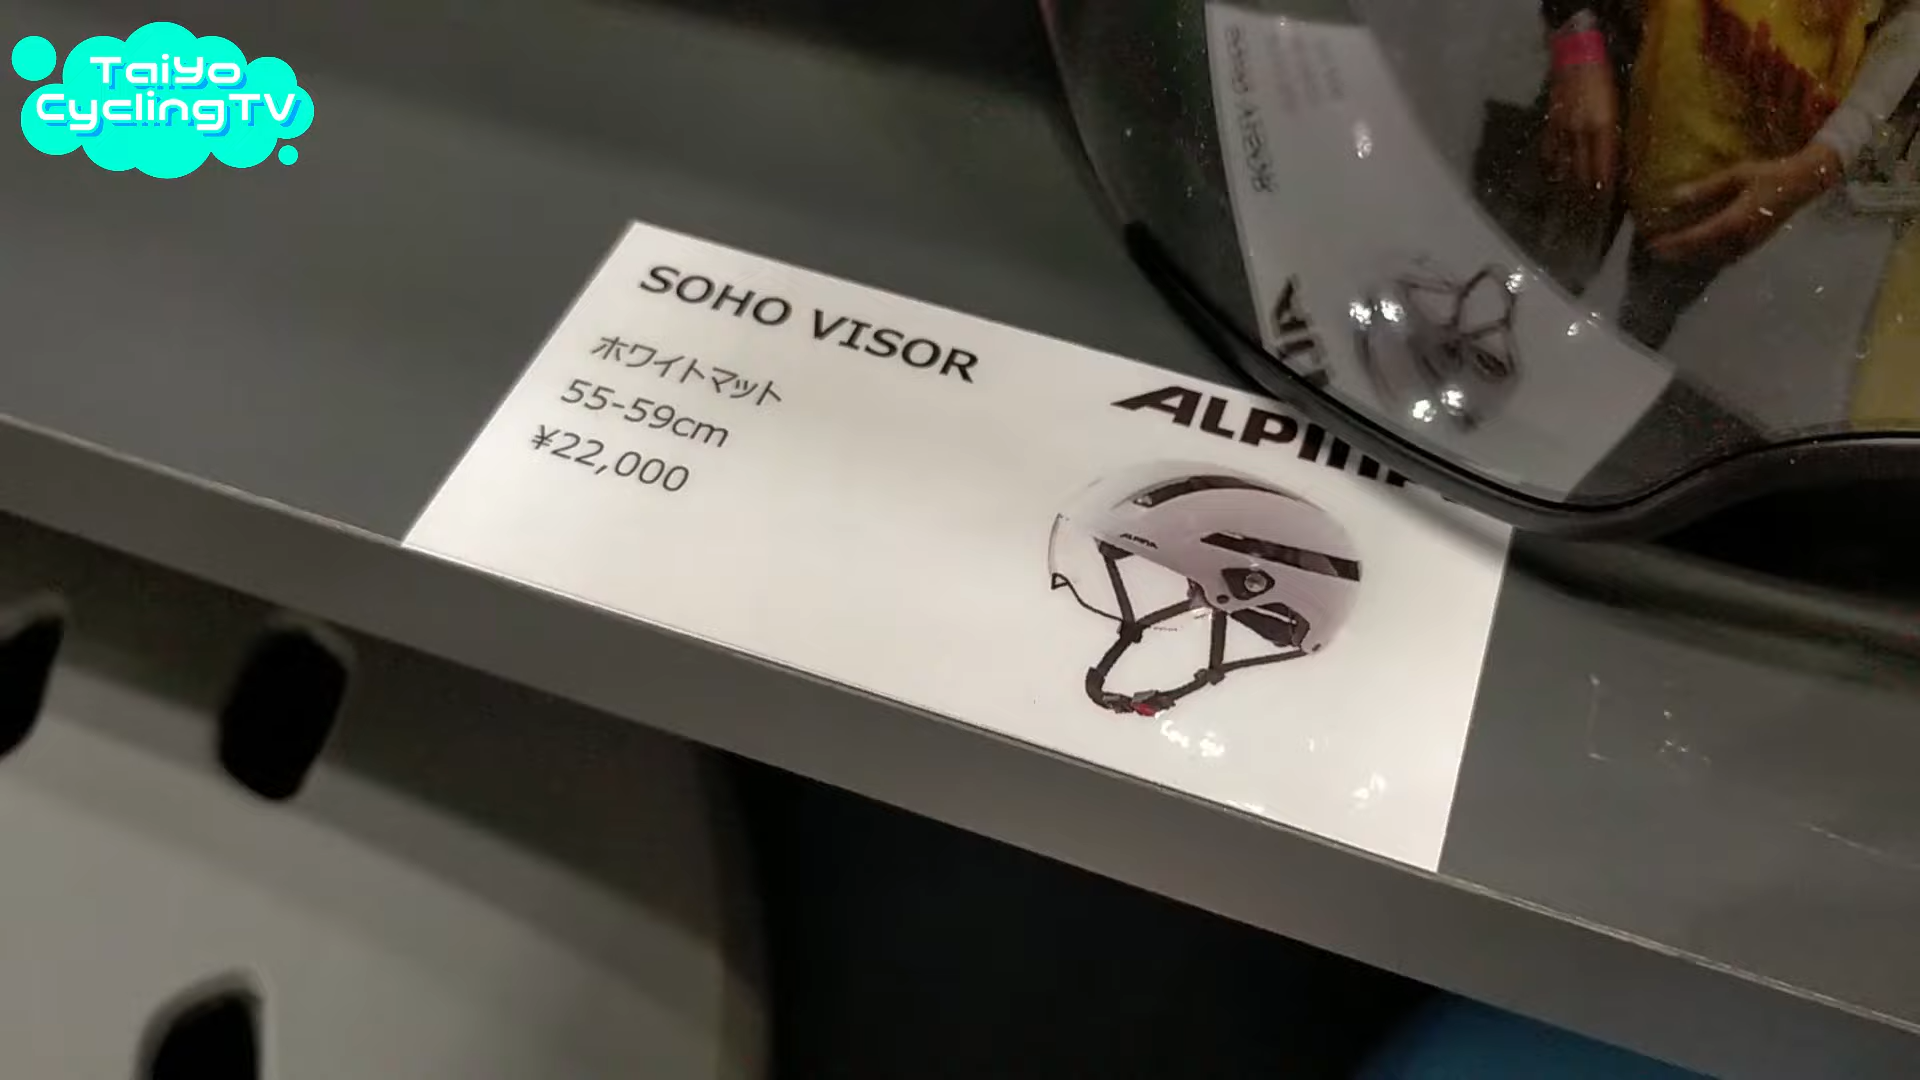 TaiYo
CyclingTV
SOHO VISOR
ホワイトマット
55-59cm
¥22,000
ALPINA